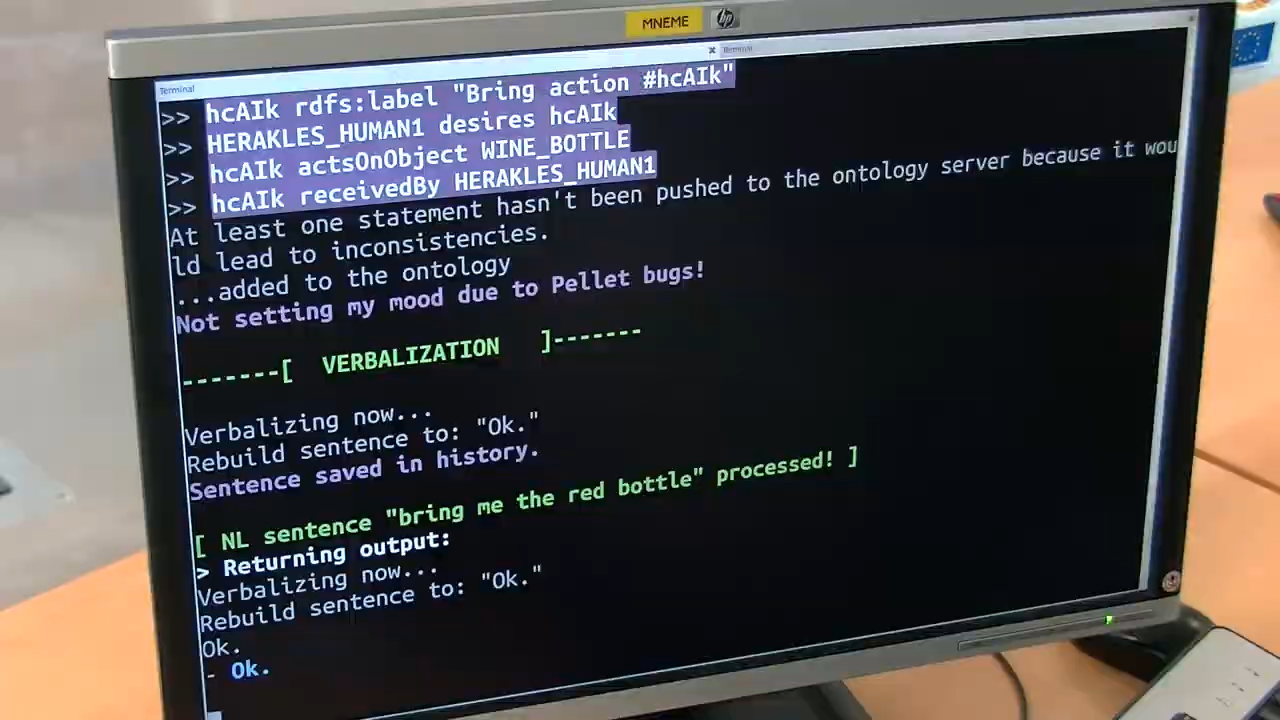 MNEME
hp
Terminal
Terminal
>> hcAIk rdfs:label "Bring action #hcAIk"
>> HERAKLES_HUMAN1 desires hcAIk
>> hcAIk actsOnObject WINE_BOTTLE
>> hcAIk receivedBy HERAKLES_HUMAN1
At least one statement hasn't been pushed to the ontology server because it wou
ld lead to inconsistencies.
...added to the ontology
Not setting my mood due to Pellet bugs!
-------[ VERBALIZATION ]-------
Verbalizing now...
Rebuild sentence to: "Ok."
Sentence saved in history.
[ NL sentence "bring me the red bottle" processed! ]
> Returning output:
Verbalizing now...
Rebuild sentence to: "Ok."
Ok.
- Ok.